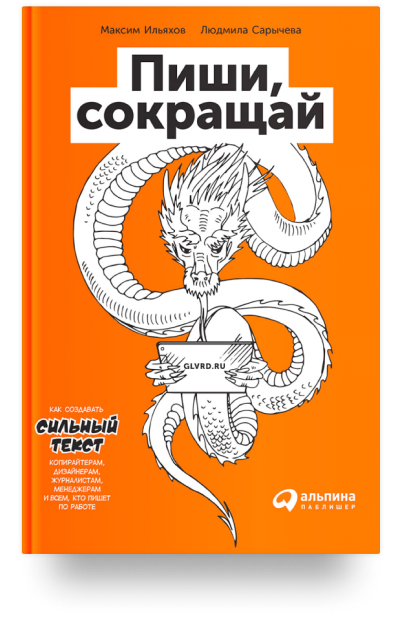 Максим Ильяхов Людмила Сарычева
Пиши,
сокращай
GLVRD.RU
КАК СОЗДАВАТЬ
СИЛЬНЫЙ
ТЕКСТ
КОПИРАЙТЕРАМ,
ДИЗАЙНЕРАМ,
ЖУРНАЛИСТАМ,
МЕНЕДЖЕРАМ
И ВСЕМ, КТО ПИШЕТ
ПО РАБОТЕ
альпина
ПАБЛИШЕР